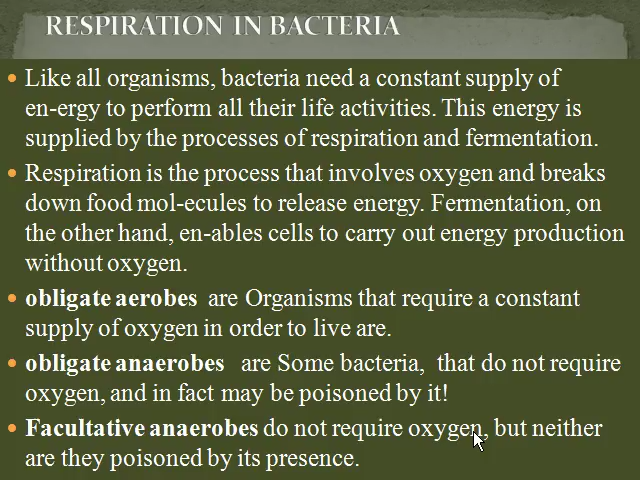 RESPIRATION IN BACTERIA
• Like all organisms, bacteria need a constant supply of
en-ergy to perform all their life activities. This energy is
supplied by the processes of respiration and fermentation.
• Respiration is the process that involves oxygen and breaks
down food mol-ecules to release energy. Fermentation, on
the other hand, en-ables cells to carry out energy production
without oxygen.
• obligate aerobes are Organisms that require a constant
supply of oxygen in order to live are.
• obligate anaerobes are Some bacteria, that do not require
oxygen, and in fact may be poisoned by it!
• Facultative anaerobes do not require oxygen, but neither
are they poisoned by its presence.